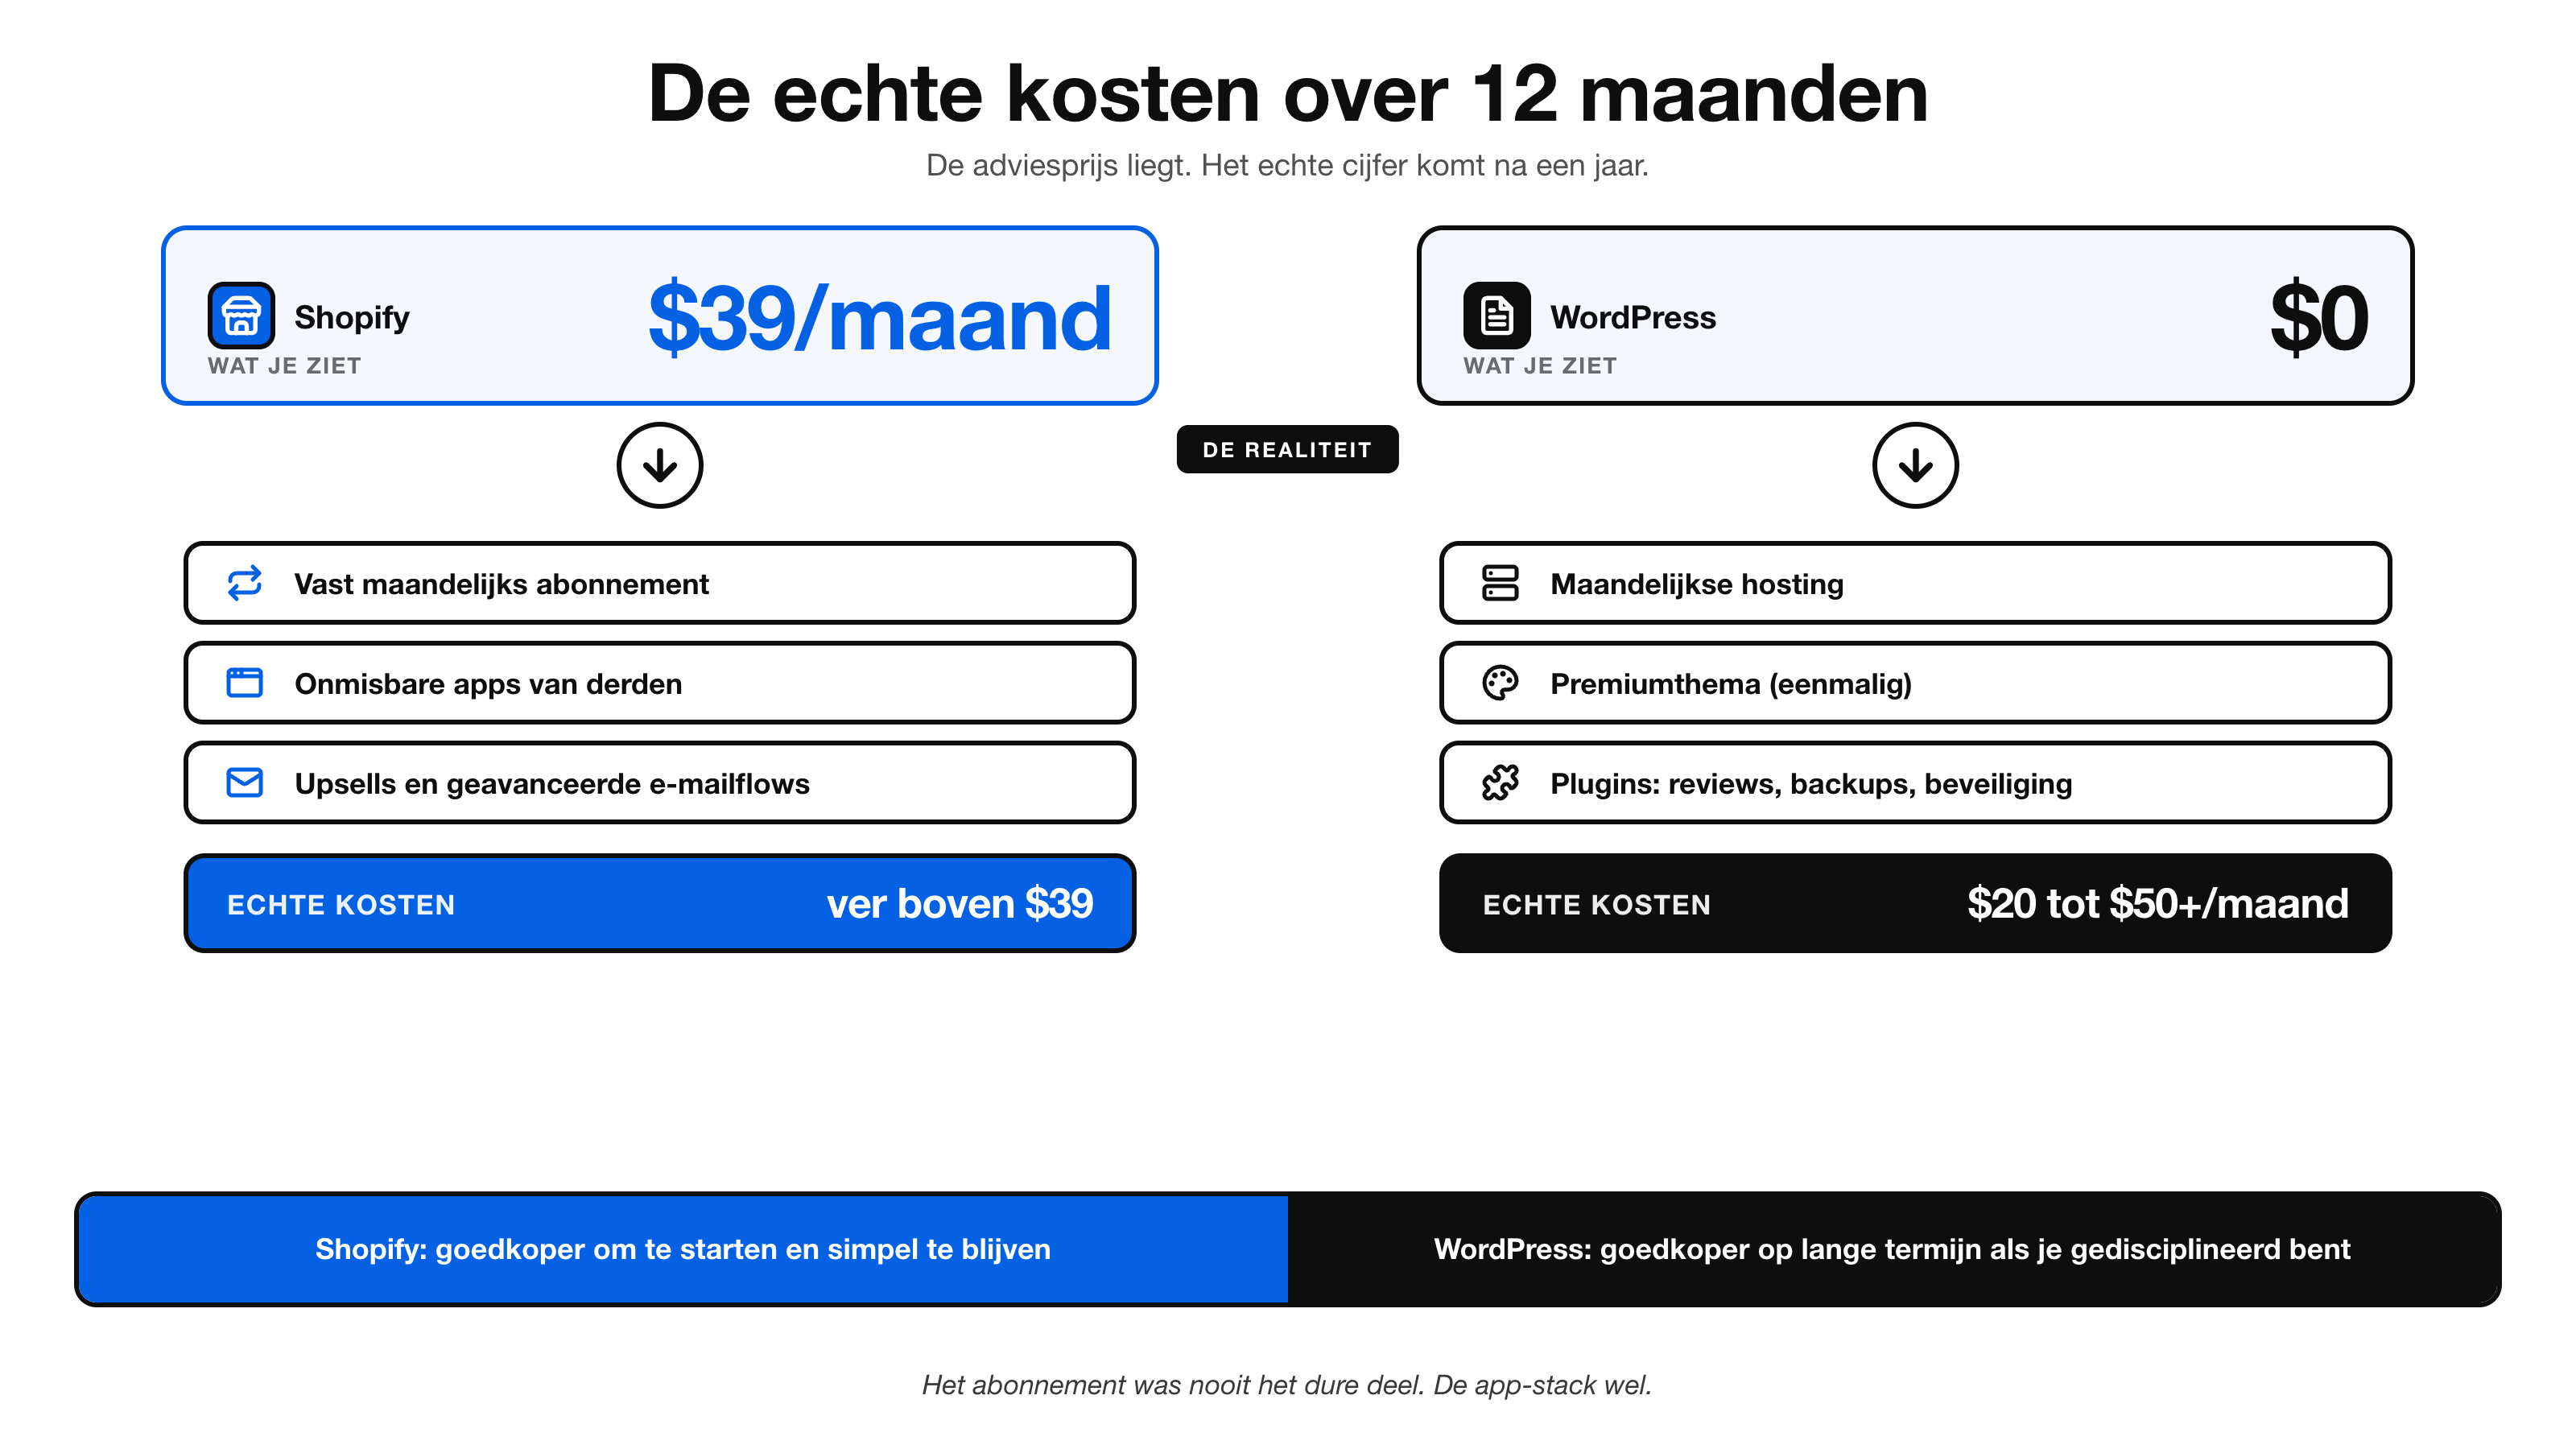 De echte kosten over 12 maanden
De adviesprijs liegt. Het echte cijfer komt na een jaar.
Shopify
WAT JE ZIET
$39/maand
WordPress
WAT JE ZIET
$0
DE REALITEIT
Vast maandelijks abonnement
Onmisbare apps van derden
Upsells en geavanceerde e-mailflows
ECHTE KOSTEN
ver boven $39
Maandelijkse hosting
Premiumthema (eenmalig)
Plugins: reviews, backups, beveiliging
ECHTE KOSTEN
$20 tot $50+/maand
Shopify: goedkoper om te starten en simpel te blijven
WordPress: goedkoper op lange termijn als je gedisciplineerd bent
Het abonnement was nooit het dure deel. De app-stack wel.